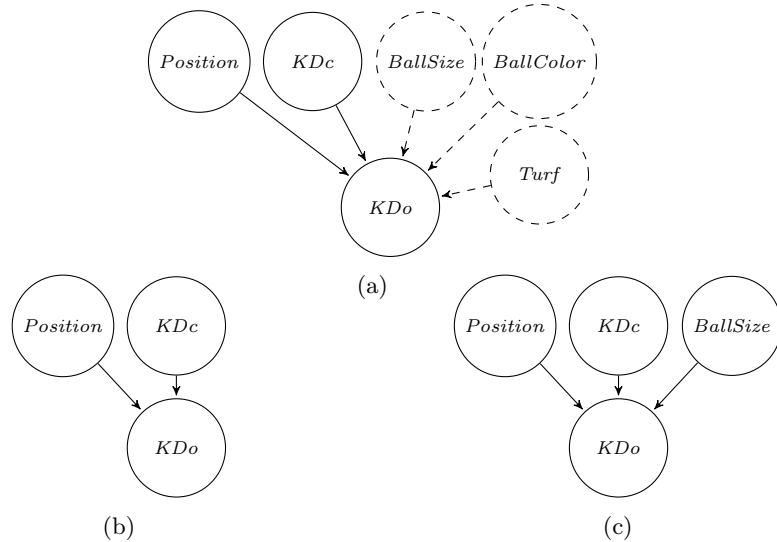 Position KDc BallSize BallColor
Turf
KDo
(a)
Position KDc
KDo
(b)
Position KDc BallSize
KDo
(c)